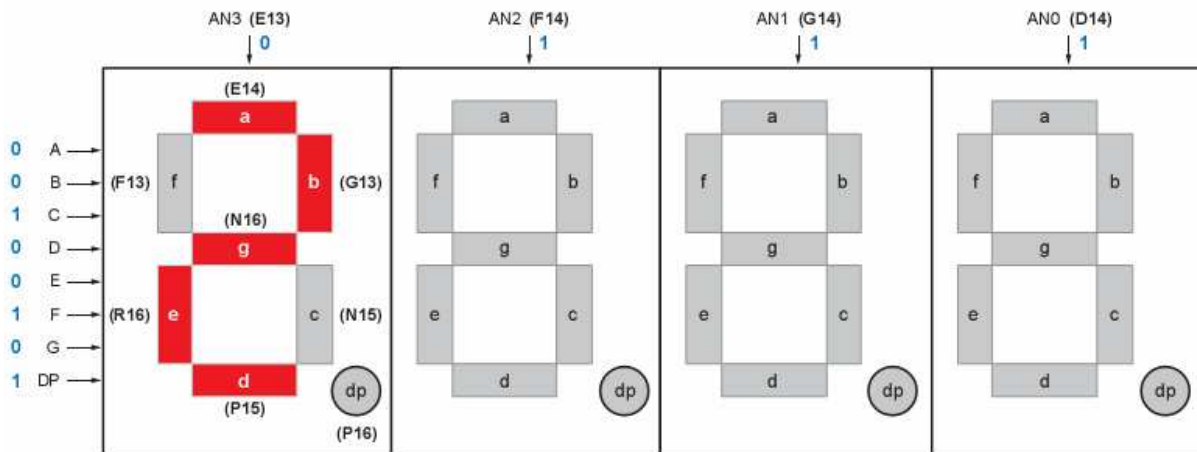 AN3 (E13) AN2 (F14) AN1 (G14) AN0 (D14)
0 1 1 1
(E14)
a a a a
0 A
0 B (F13) f b (G13) f b f b f b
1 C
(N16)
0 D g g g g
0 E
1 F (R16) e c (N15) e c e c e c
0 G
1 DP d dp d dp d dp d dp
(P15)
(P16)